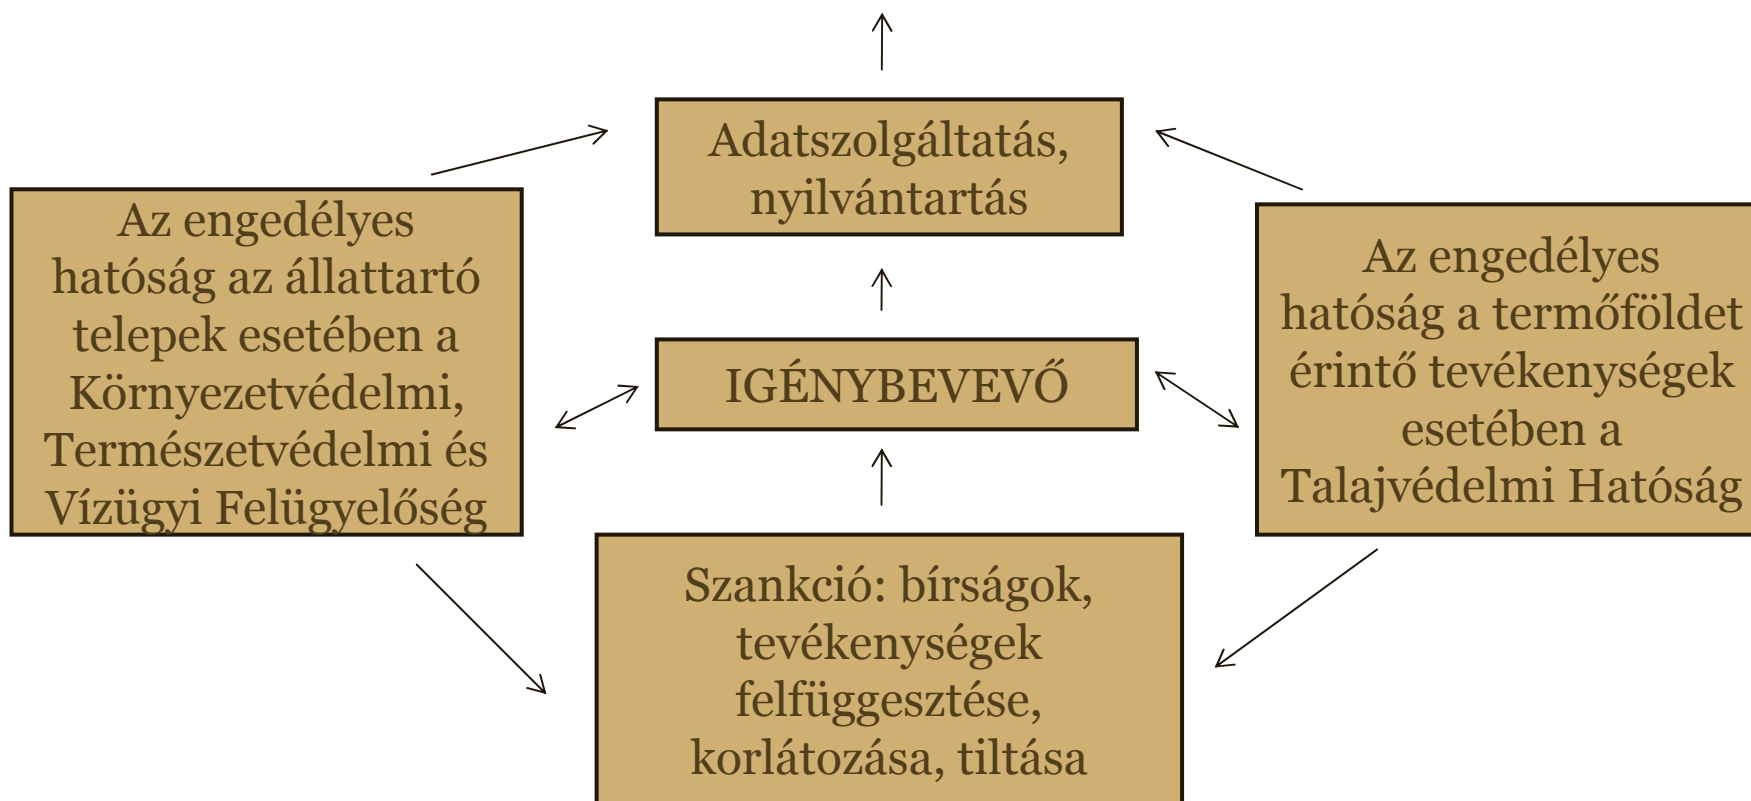 Adatszolgáltatás,
nyilvántartás
Az engedélyes
hatóság az állattartó
telepek esetében a
Környezetvédelmi,
Természetvédelmi és
Vízügyi Felügyelőség
IGÉNYBEVEVŐ
Az engedélyes
hatóság a termőföldet
érintő tevékenységek
esetében a
Talajvédelmi Hatóság
Szankció: bírságok,
tevékenységek
felfüggesztése,
korlátozása, tiltása